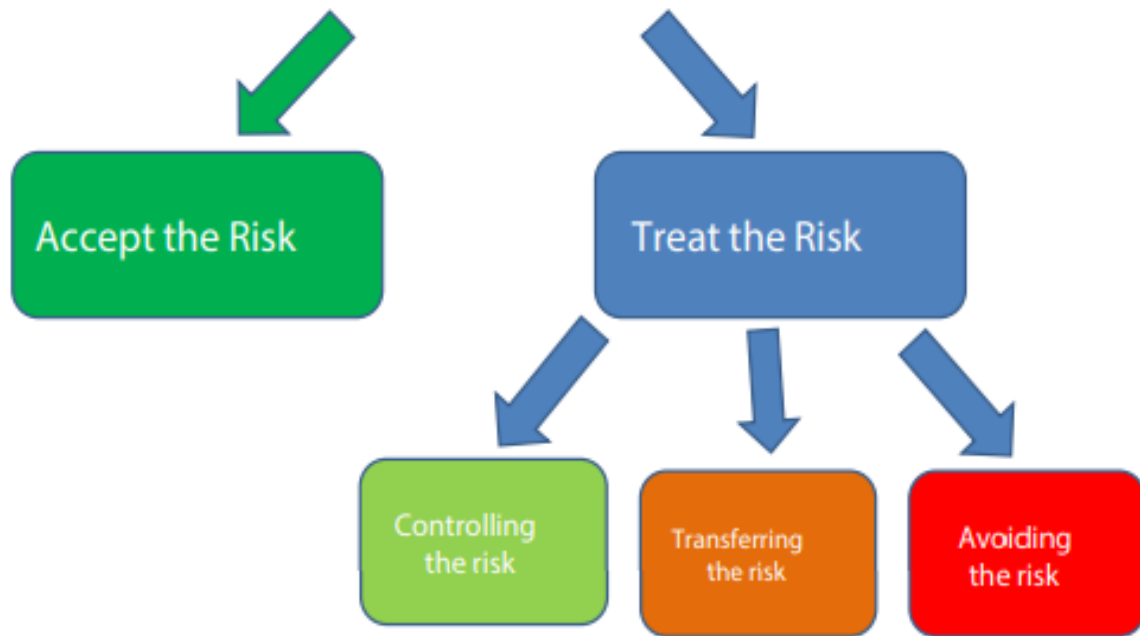 Accept the Risk
Treat the Risk
Controlling
the risk
Transferring
the risk
Avoiding
the risk